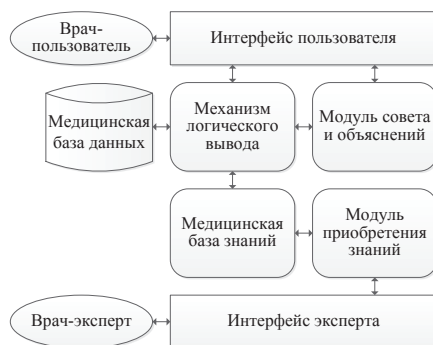 Врач-
пользователь
Интерфейс пользователя
Медицинская
база данных
Механизм
логического
вывода
Модуль совета
и объяснений
Медицинская
база знаний
Модуль
приобретения
знаний
Врач-эксперт
Интерфейс эксперта